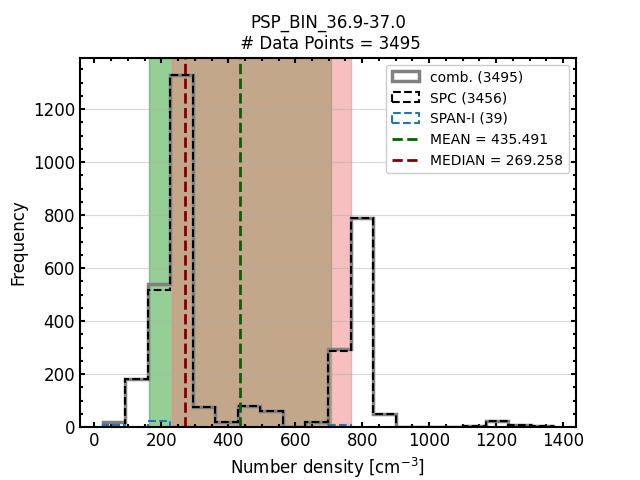 PSP_BIN_36.9-37.0
# Data Points = 3495
comb. (3495)
SPC (3456)
SPAN-I (39)
MEAN = 435.491
MEDIAN = 269.258
Frequency
1200
1000
800
600
400
200
0
0 200 400 600 800 1000 1200 1400
Number density [cm⁻³]